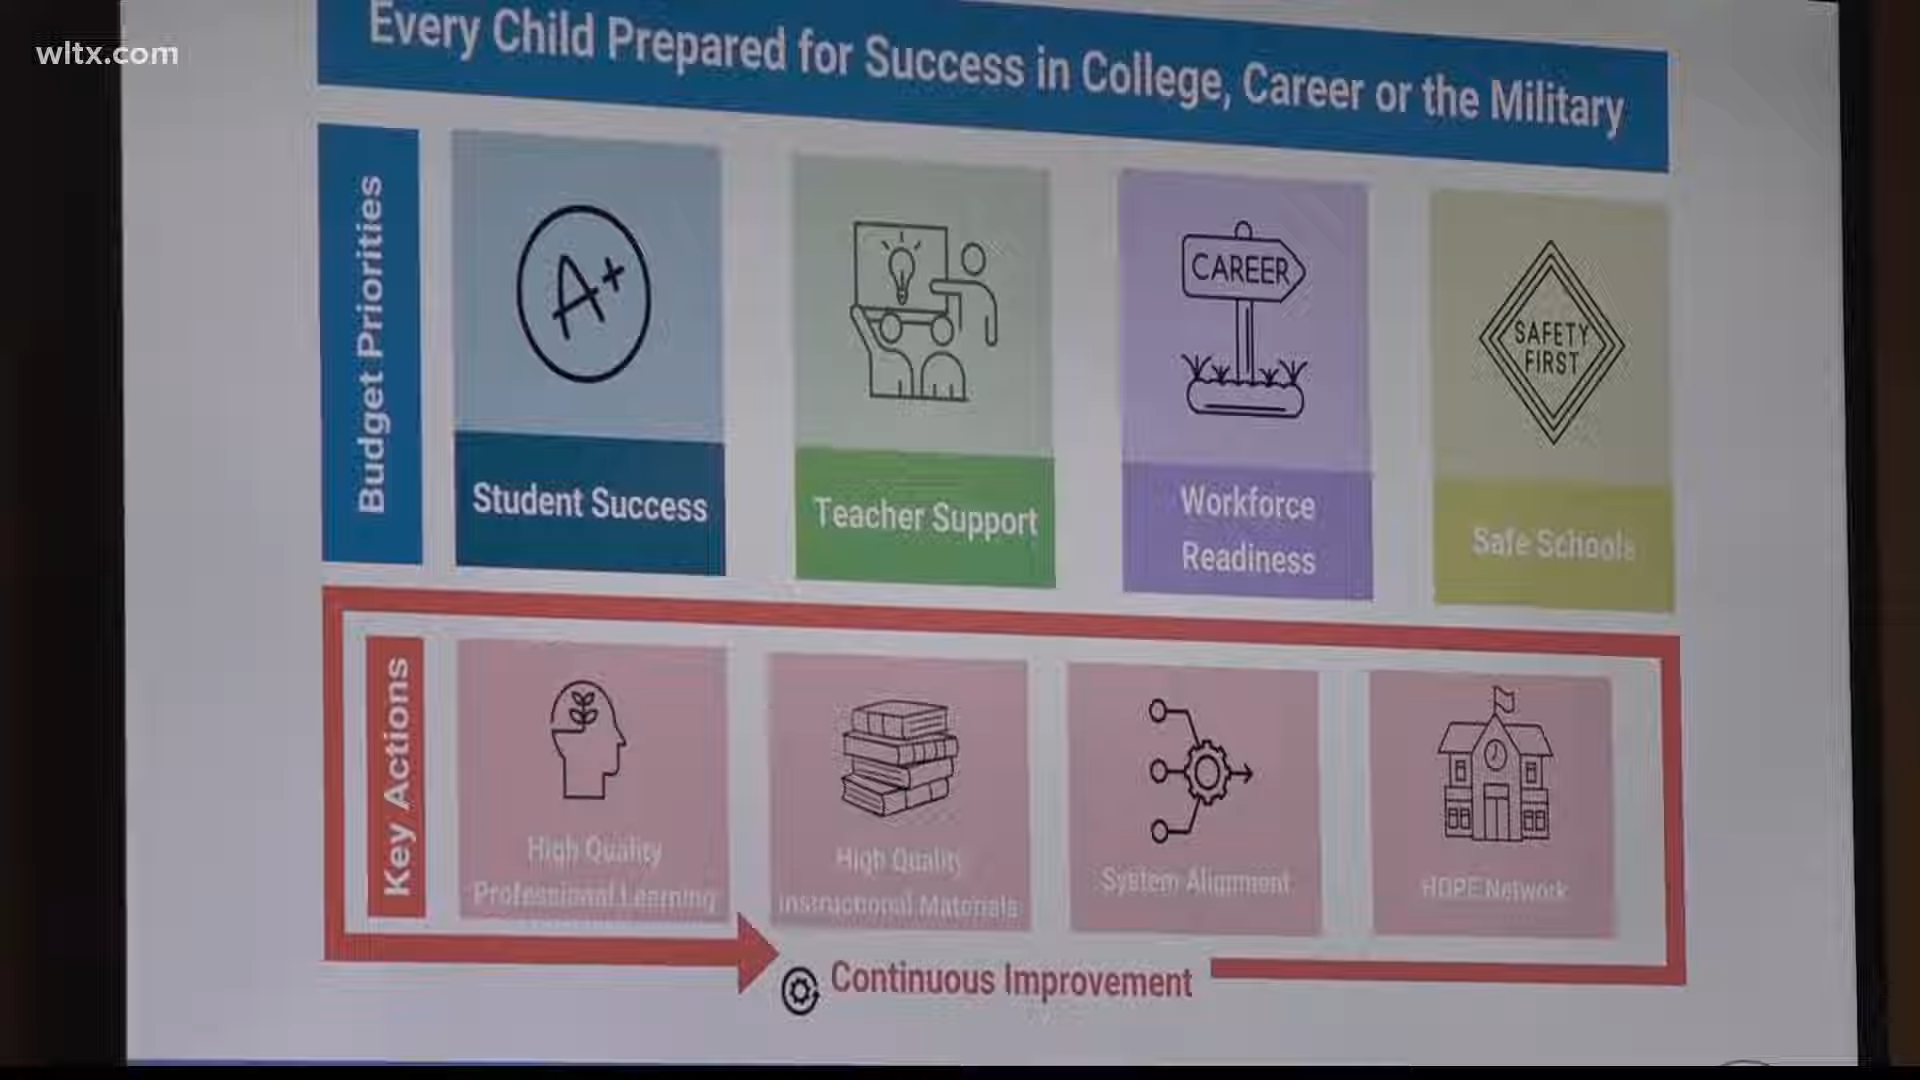 wltx.com
Every Child Prepared for Success in College, Career or the Military
Budget Priorities
A+
CAREER
SAFETY
FIRST
Student Success
Teacher Support
Workforce
Readiness
Safe Schools
Key Actions
High Quality
Professional Learning
High Quality
Instructional Materials
System Alignment
HOPE Network
Continuous Improvement